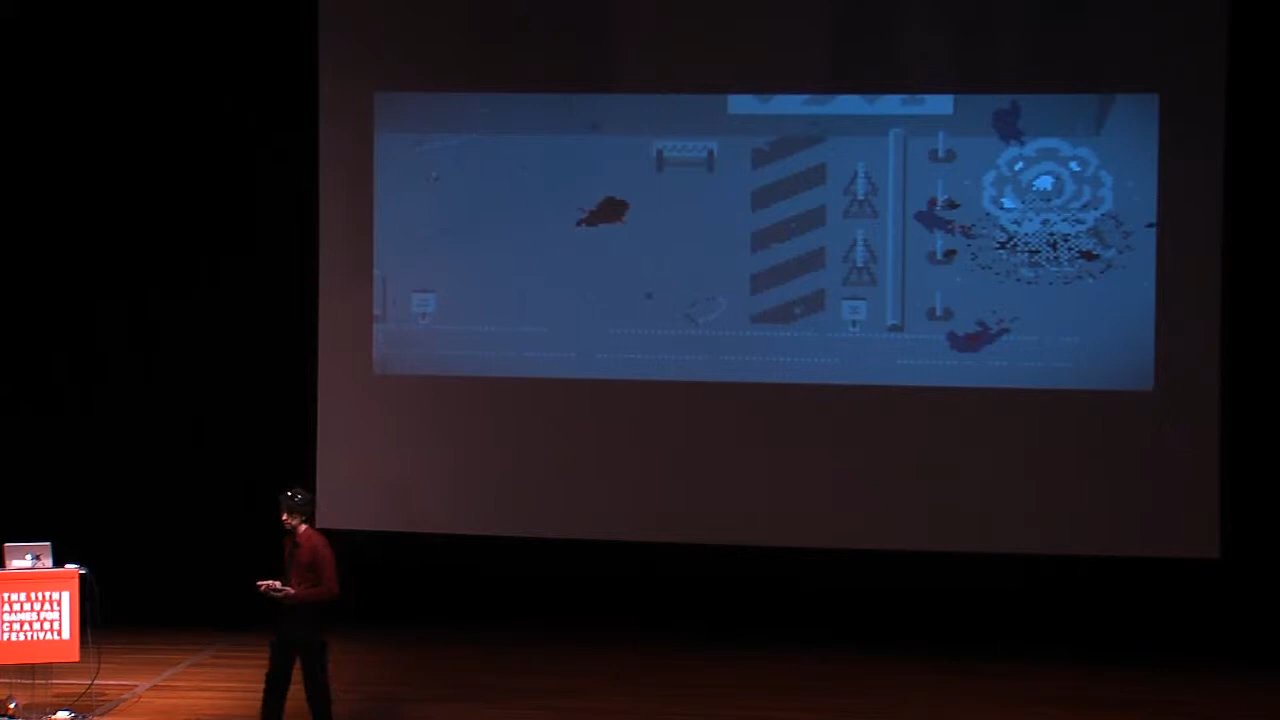 THE 11TH
ANNUAL
GAMES FOR
CHANGE
FESTIVAL